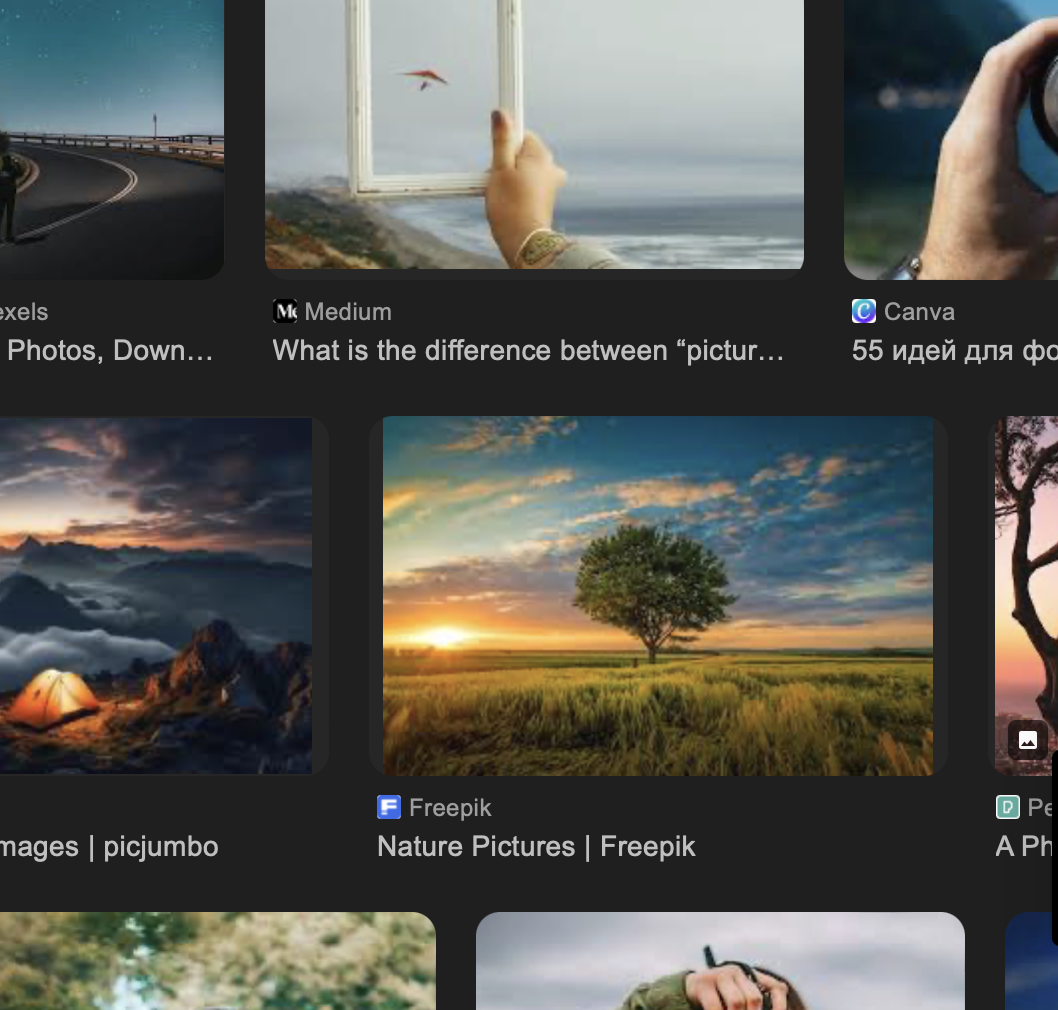 exels
Medium
Canva
Photos, Down…
What is the difference between “pictur…
55 идей для фо
Freepik
Pe
mages | picjumbo
Nature Pictures | Freepik
A Ph